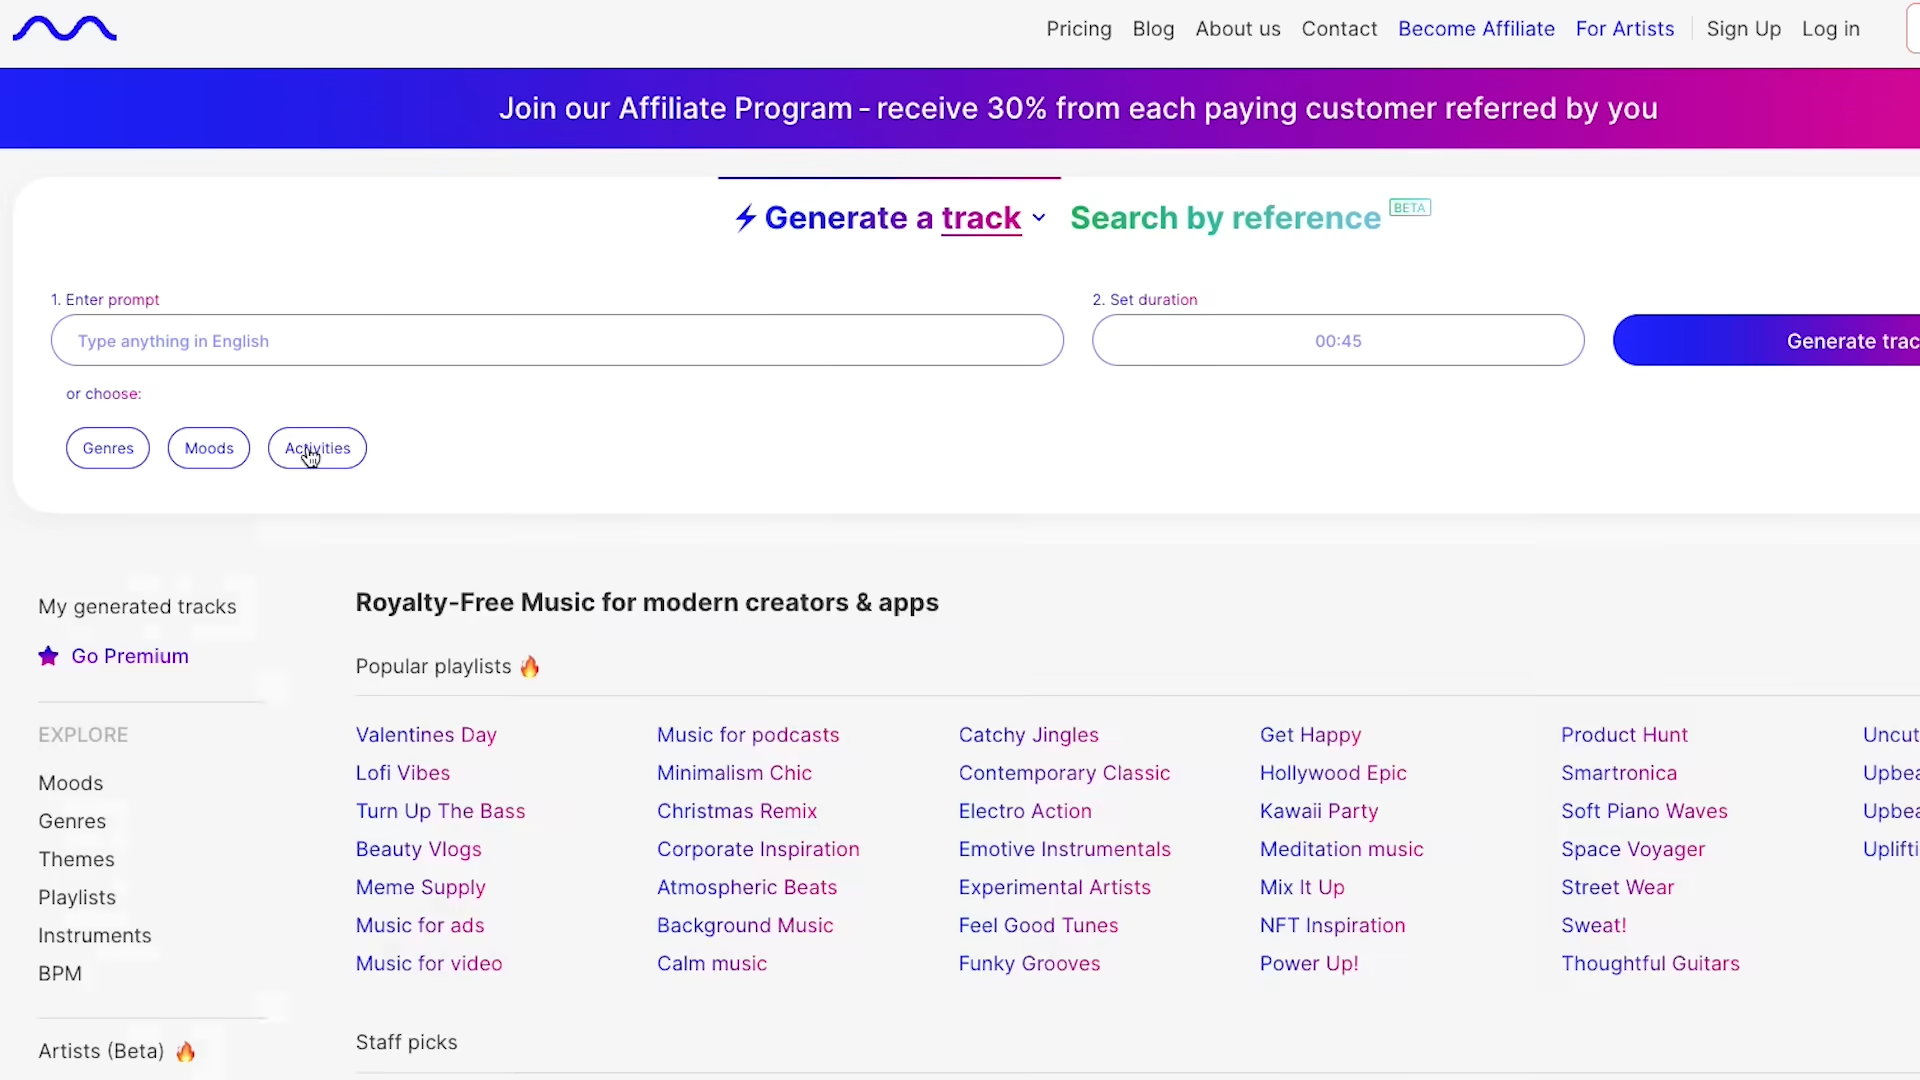 Pricing Blog About us Contact Become Affiliate For Artists Sign Up Log in
Join our Affiliate Program - receive 30% from each paying customer referred by you
Generate a track Search by reference BETA
1. Enter prompt 2. Set duration
Type anything in English 00:45 Generate trac
or choose:
Genres Moods Activities
My generated tracks
Go Premium
EXPLORE
Moods
Genres
Themes
Playlists
Instruments
BPM
Artists (Beta)
Royalty-Free Music for modern creators & apps
Popular playlists
Valentines Day Music for podcasts Catchy Jingles Get Happy Product Hunt Uncut
Lofi Vibes Minimalism Chic Contemporary Classic Hollywood Epic Smartronica Upbea
Turn Up The Bass Christmas Remix Electro Action Kawaii Party Soft Piano Waves Upbea
Beauty Vlogs Corporate Inspiration Emotive Instrumentals Meditation music Space Voyager Uplifti
Meme Supply Atmospheric Beats Experimental Artists Mix It Up Street Wear
Music for ads Background Music Feel Good Tunes NFT Inspiration Sweat!
Music for video Calm music Funky Grooves Power Up! Thoughtful Guitars
Staff picks